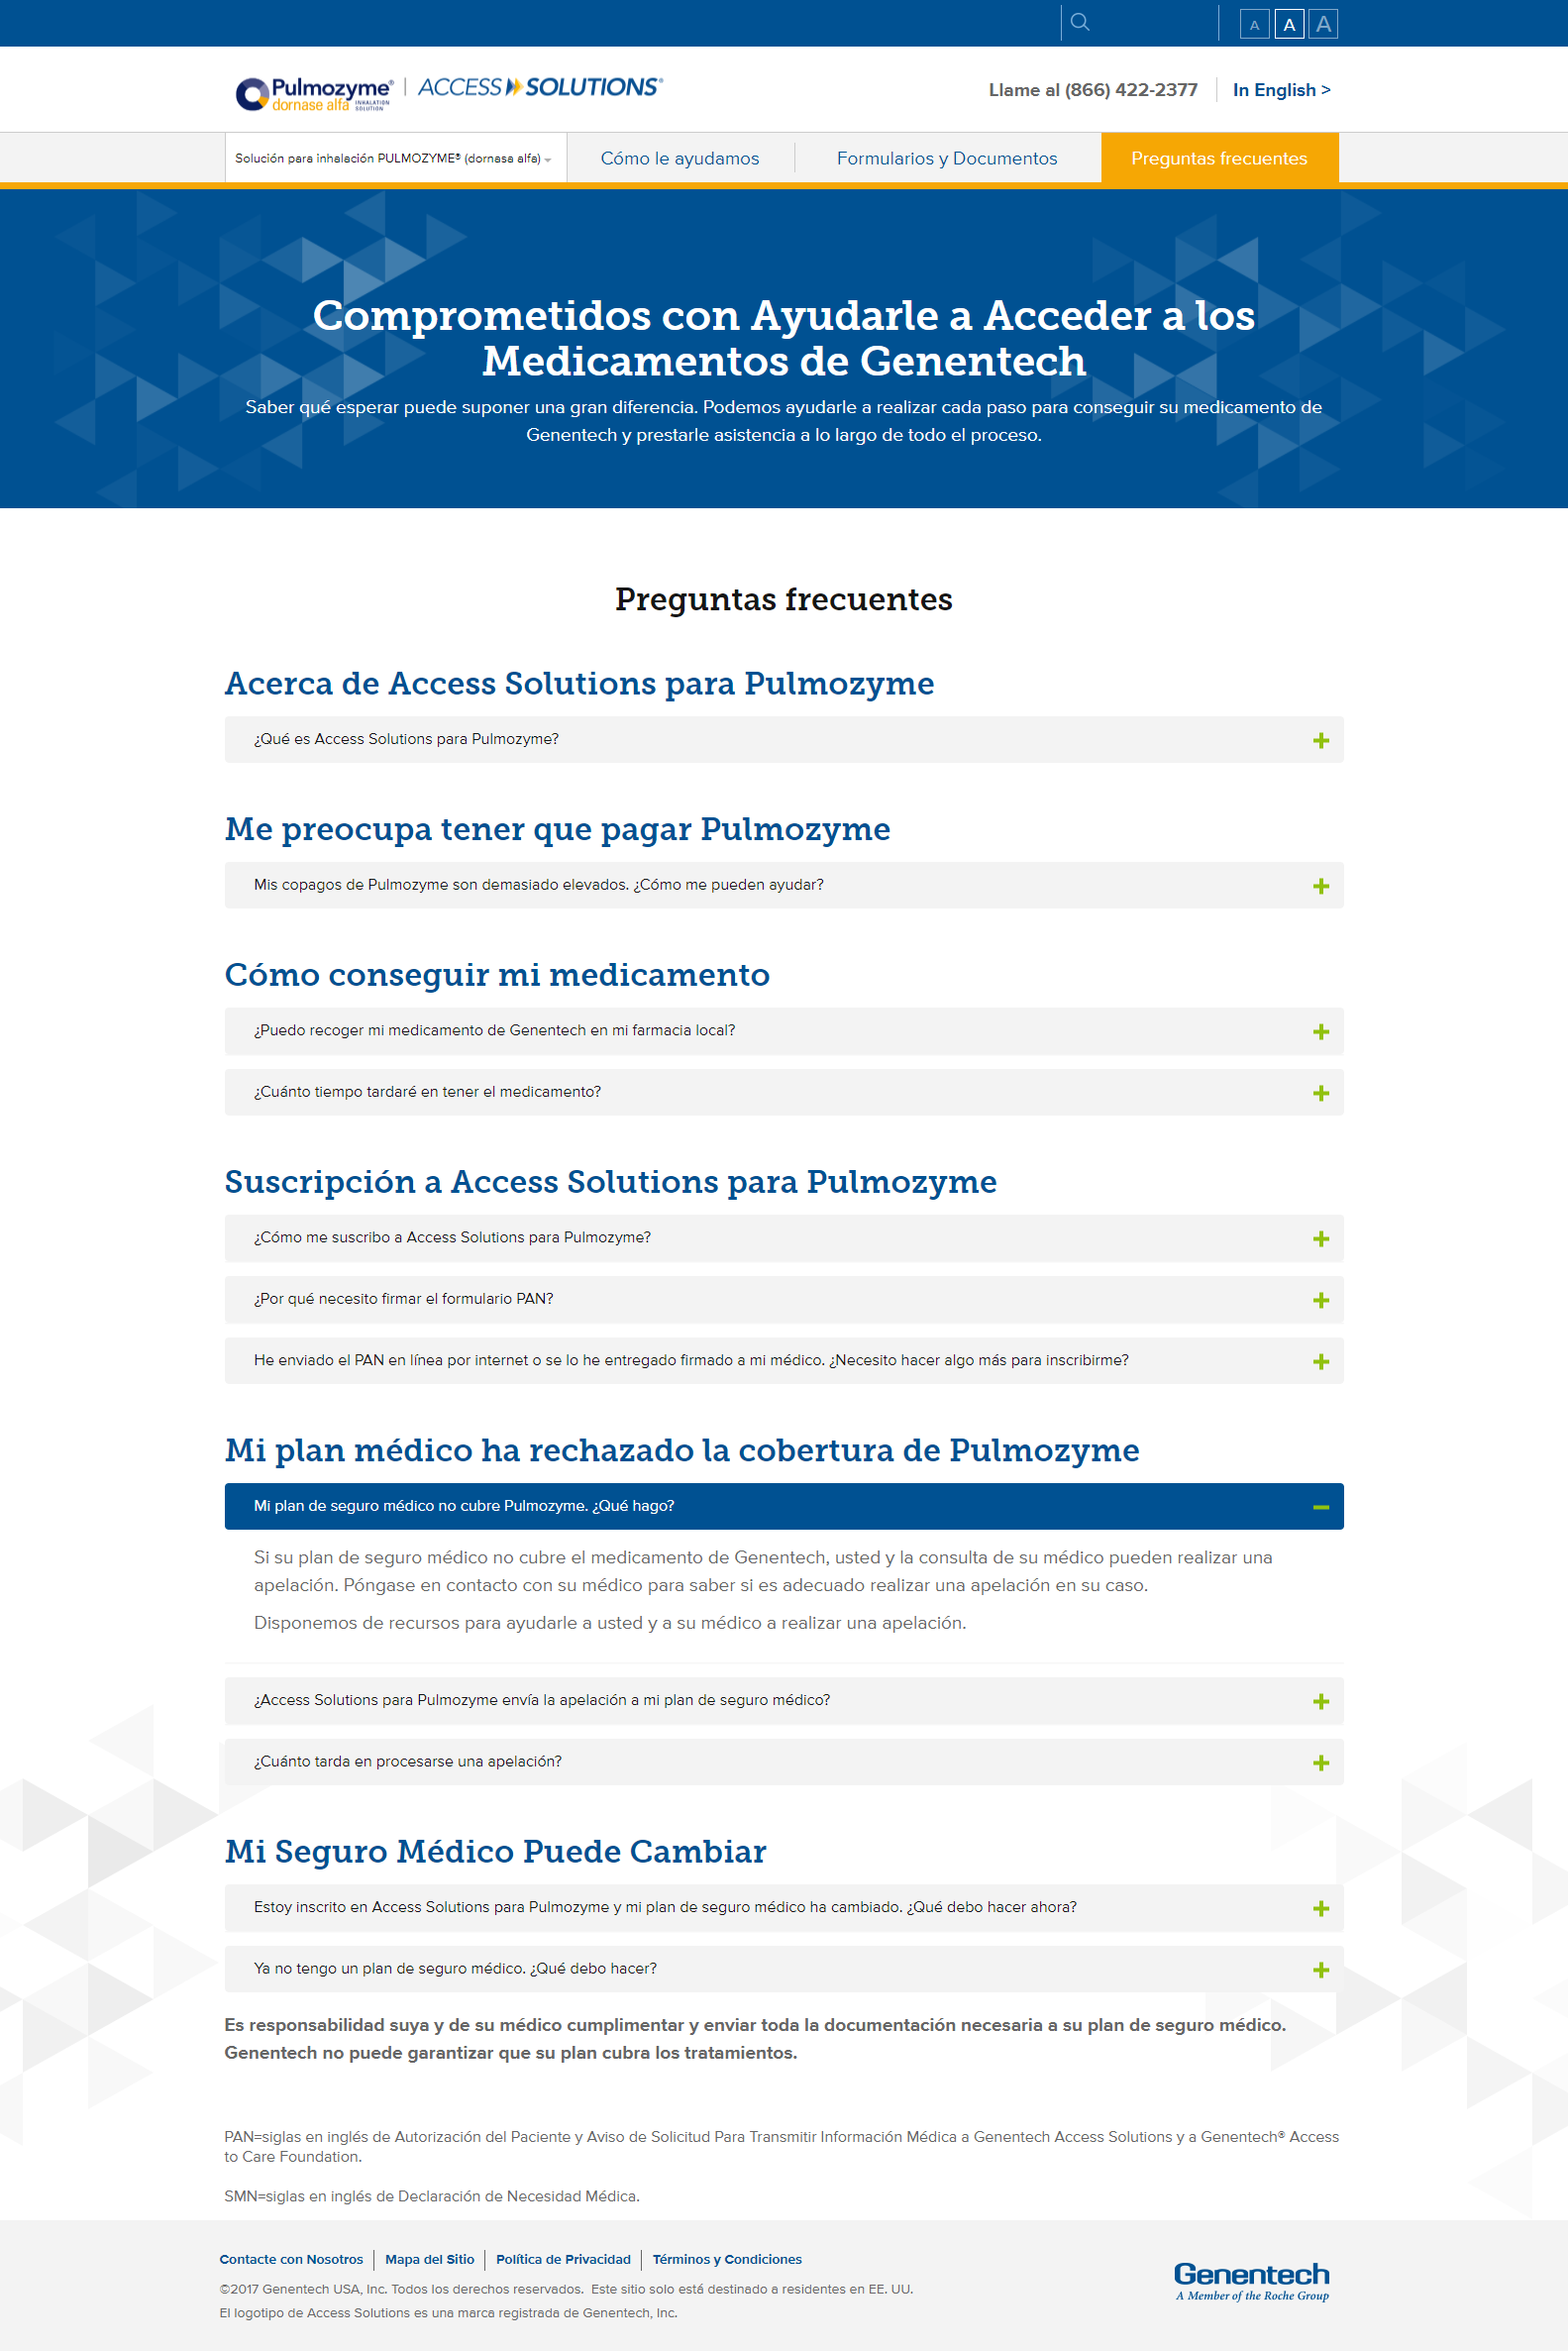 A A A
Pulmozyme®
dornase alfa INHALATION SOLUTION
ACCESS SOLUTIONS®
Llame al (866) 422-2377
In English >
Solución para inhalación PULMOZYME® (dornasa alfa)
Cómo le ayudamos
Formularios y Documentos
Preguntas frecuentes
Comprometidos con Ayudarle a Acceder a los
Medicamentos de Genentech
Saber qué esperar puede suponer una gran diferencia. Podemos ayudarle a realizar cada paso para conseguir su medicamento de
Genentech y prestarle asistencia a lo largo de todo el proceso.
Preguntas frecuentes
Acerca de Access Solutions para Pulmozyme
¿Qué es Access Solutions para Pulmozyme?
Me preocupa tener que pagar Pulmozyme
Mis copagos de Pulmozyme son demasiado elevados. ¿Cómo me pueden ayudar?
Cómo conseguir mi medicamento
¿Puedo recoger mi medicamento de Genentech en mi farmacia local?
¿Cuánto tiempo tardaré en tener el medicamento?
Suscripción a Access Solutions para Pulmozyme
¿Cómo me suscribo a Access Solutions para Pulmozyme?
¿Por qué necesito firmar el formulario PAN?
He enviado el PAN en línea por internet o se lo he entregado firmado a mi médico. ¿Necesito hacer algo más para inscribirme?
Mi plan médico ha rechazado la cobertura de Pulmozyme
Mi plan de seguro médico no cubre Pulmozyme. ¿Qué hago?
Si su plan de seguro médico no cubre el medicamento de Genentech, usted y la consulta de su médico pueden realizar una
apelación. Póngase en contacto con su médico para saber si es adecuado realizar una apelación en su caso.
Disponemos de recursos para ayudarle a usted y a su médico a realizar una apelación.
¿Access Solutions para Pulmozyme envía la apelación a mi plan de seguro médico?
¿Cuánto tarda en procesarse una apelación?
Mi Seguro Médico Puede Cambiar
Estoy inscrito en Access Solutions para Pulmozyme y mi plan de seguro médico ha cambiado. ¿Qué debo hacer ahora?
Ya no tengo un plan de seguro médico. ¿Qué debo hacer?
Es responsabilidad suya y de su médico cumplimentar y enviar toda la documentación necesaria a su plan de seguro médico.
Genentech no puede garantizar que su plan cubra los tratamientos.
PAN=siglas en inglés de Autorización del Paciente y Aviso de Solicitud Para Transmitir Información Médica a Genentech Access Solutions y a Genentech® Access
to Care Foundation.
SMN=siglas en inglés de Declaración de Necesidad Médica.
Contacte con Nosotros
Mapa del Sitio
Política de Privacidad
Términos y Condiciones
©2017 Genentech USA, Inc. Todos los derechos reservados. Este sitio solo está destinado a residentes en EE. UU.
El logotipo de Access Solutions es una marca registrada de Genentech, Inc.
Genentech
A Member of the Roche Group